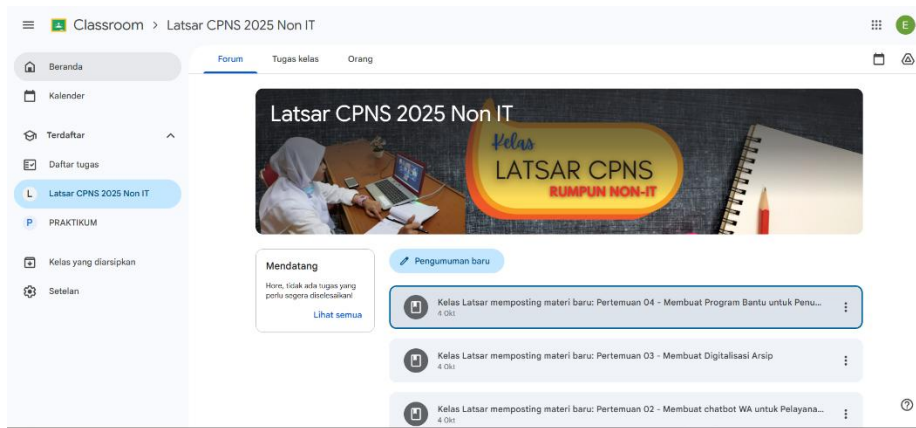 Classroom > Latsar CPNS 2025 Non IT
E
Beranda
Kalender
Terdaftar
Daftar tugas
L Latsar CPNS 2025 Non IT
P PRAKTIKUM
Kelas yang diarsipkan
Setelan
Forum Tugas kelas Orang
Latsar CPNS 2025 Non IT
Kelas
LATSAR CPNS
RUMPUN NON-IT
Mendatang
Hore, tidak ada tugas yang
perlu segera diselesaikan!
Lihat semua
Pengumuman baru
Kelas Latsar memposting materi baru: Pertemuan 04 - Membuat Program Bantu untuk Penu...
4 Okt
Kelas Latsar memposting materi baru: Pertemuan 03 - Membuat Digitalisasi Arsip
4 Okt
Kelas Latsar memposting materi baru: Pertemuan 02 - Membuat chatbot WA untuk Pelayana...
4 Okt